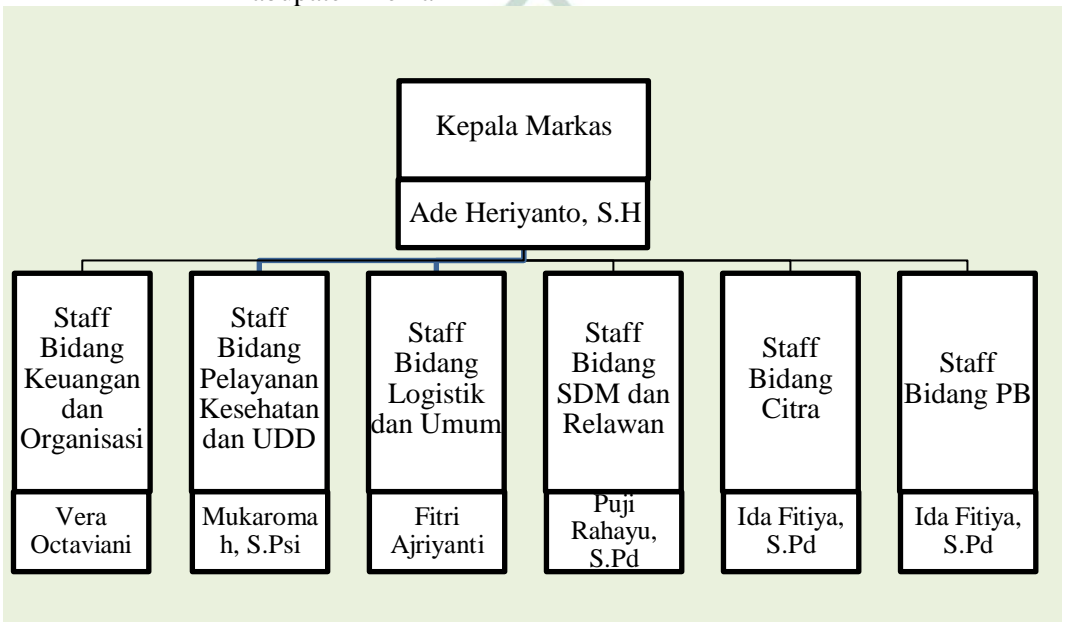 Kepala Markas
Ade Heriyanto, S.H
Staff
Bidang
Keuangan
dan
Organisasi
Vera
Octaviani
Staff
Bidang
Pelayanan
Kesehatan
dan UDD
Mukaroma
h, S.Psi
Staff
Bidang
Logistik
dan Umum
Fitri
Ajriyanti
Staff
Bidang
SDM dan
Relawan
Puji
Rahayu,
S.Pd
Staff
Bidang
Citra
Ida Fitiya,
S.Pd
Staff
Bidang PB
Ida Fitiya,
S.Pd